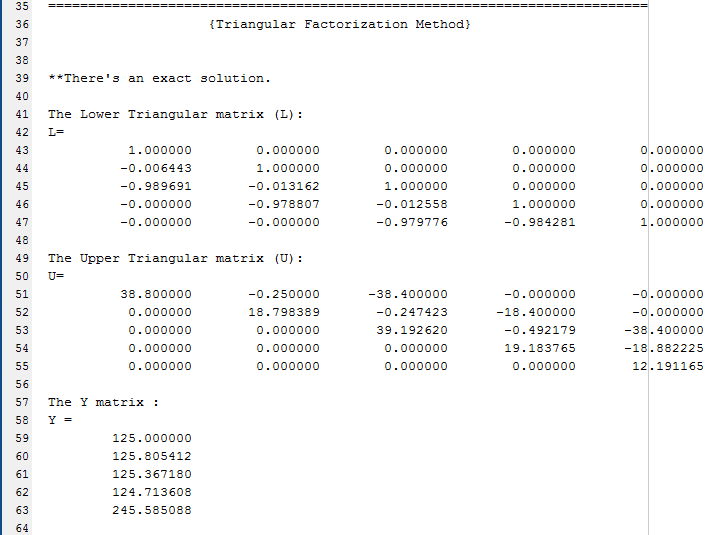 35 ===========================================================================
36 {Triangular Factorization Method}
37
38
39 **There's an exact solution.
40
41 The Lower Triangular matrix (L):
42 L=
43 1.000000 0.000000 0.000000 0.000000 0.000000
44 -0.006443 1.000000 0.000000 0.000000 0.000000
45 -0.989691 -0.013162 1.000000 0.000000 0.000000
46 -0.000000 -0.978807 -0.012558 1.000000 0.000000
47 -0.000000 -0.000000 -0.979776 -0.984281 1.000000
48
49 The Upper Triangular matrix (U):
50 U=
51 38.800000 -0.250000 -38.400000 -0.000000 -0.000000
52 0.000000 18.798389 -0.247423 -18.400000 -0.000000
53 0.000000 0.000000 39.192620 -0.492179 -38.400000
54 0.000000 0.000000 0.000000 19.183765 -18.882225
55 0.000000 0.000000 0.000000 0.000000 12.191165
56
57 The Y matrix :
58 Y =
59 125.000000
60 125.805412
61 125.367180
62 124.713608
63 245.585088
64